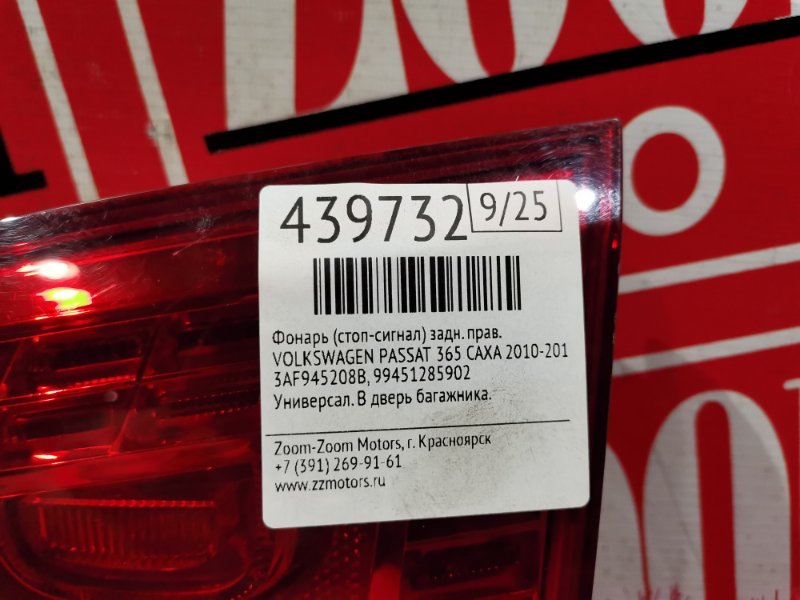 439732 9/25
Фонарь (стоп-сигнал) задн. прав.
VOLKSWAGEN PASSAT 365 CAXA 2010-201
3AF945208B, 99451285902
Универсал. В дверь багажника.
Zoom-Zoom Motors, г. Красноярск
+7 (391) 269-91-61
www.zzmotors.ru